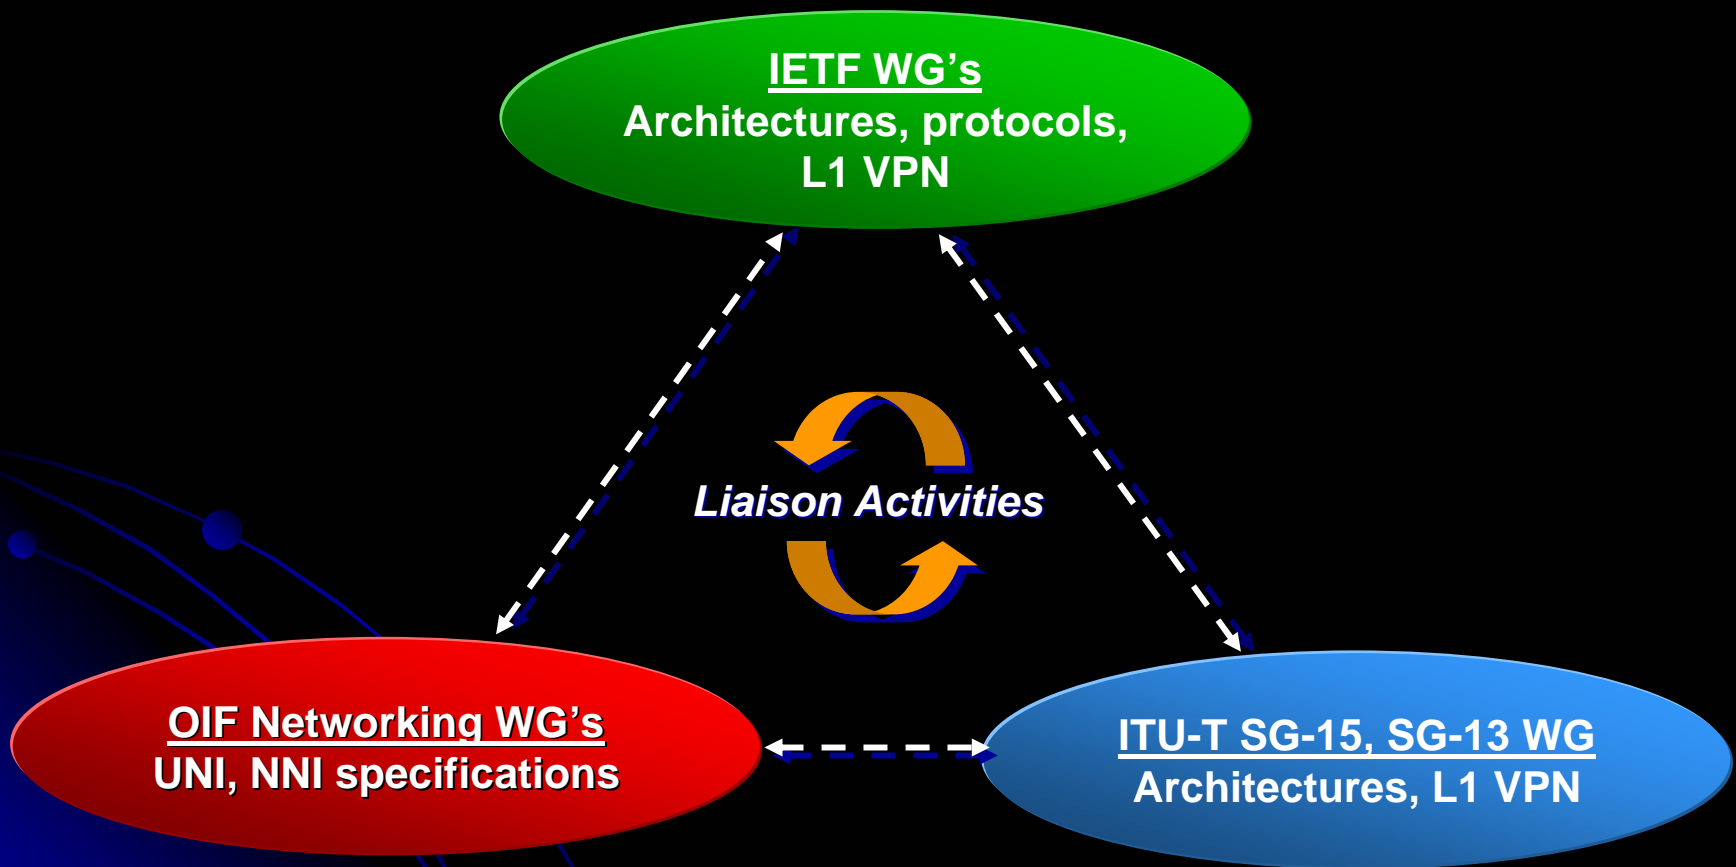 IETF WG’s
Architectures, protocols,
L1 VPN
Liaison Activities
OIF Networking WG’s
UNI, NNI specifications
ITU-T SG-15, SG-13 WG
Architectures, L1 VPN